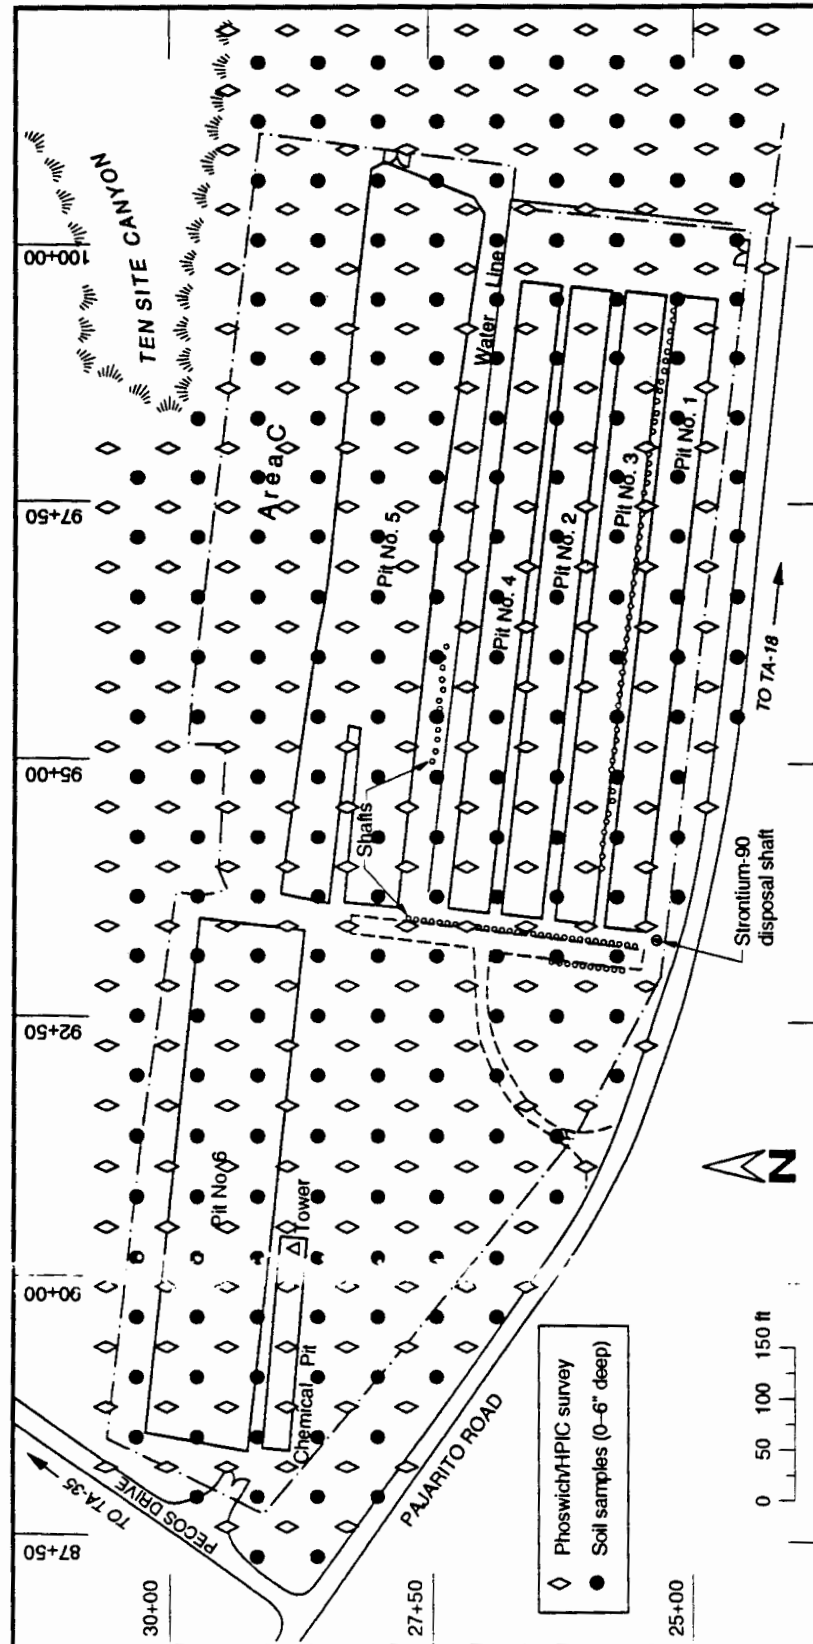 TEN SITE CANYON
100+00
97+50
95+00
92+50
90+00
87+50
30+00
27+50
25+00
Area C
Water Line
Pit No. 5
Pit No. 4
Pit No. 2
Pit No. 3
Pit No. 1
Shafts
TO TA-18
Strontium-90
disposal shaft
Pit No. 6
Tower
Chemical Pit
N
TO TA-35
PECOS DRIVE
PAJARITO ROAD
Phoswich/HPIC survey
Soil samples (0–6" deep)
0 50 100 150 ft